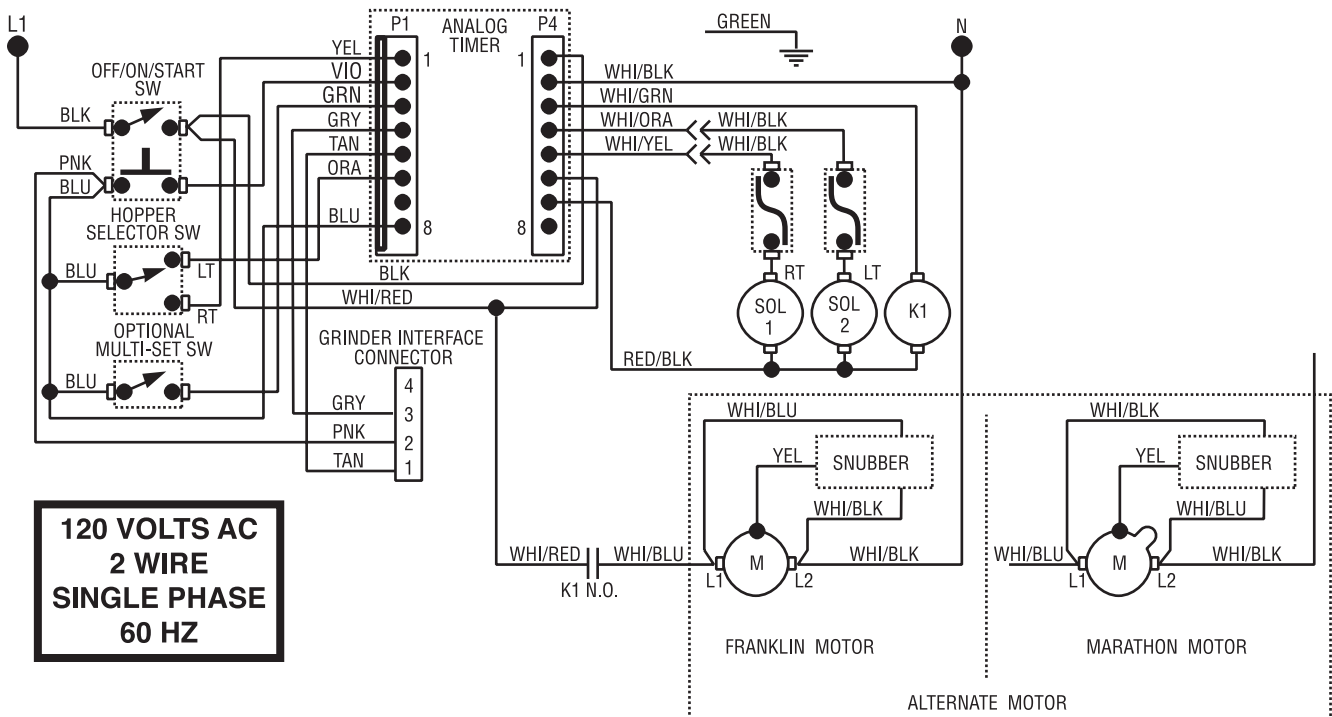 L1
P1
ANALOG
TIMER
P4
GREEN
N
OFF/ON/START
SW
YEL
1
1
VIO
WHI/BLK
GRN
WHI/GRN
BLK
GRY
WHI/ORA
WHI/BLK
TAN
WHI/YEL
WHI/BLK
PNK
ORA
BLU
HOPPER
SELECTOR SW
BLU
8
8
BLU
LT
BLK
RT
LT
WHI/RED
SOL
1
SOL
2
K1
RT
OPTIONAL
MULTI-SET SW
GRINDER INTERFACE
CONNECTOR
RED/BLK
BLU
4
GRY
3
PNK
2
TAN
1
WHI/BLU
WHI/BLK
YEL
SNUBBER
YEL
SNUBBER
WHI/BLK
WHI/BLU
120 VOLTS AC
2 WIRE
SINGLE PHASE
60 HZ
WHI/RED
WHI/BLU
M
WHI/BLK
WHI/BLU
M
WHI/BLK
K1 N.O.
L1
L2
L1
L2
FRANKLIN MOTOR
MARATHON MOTOR
ALTERNATE MOTOR